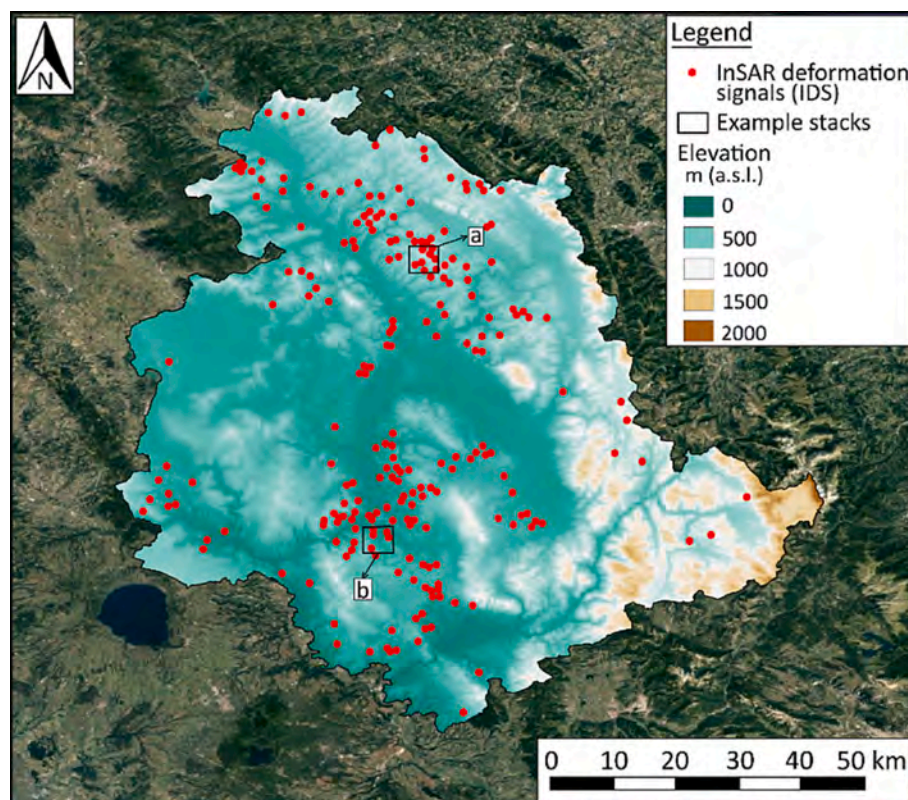 N
Legend
InSAR deformation
signals (IDS)
Example stacks
Elevation
m (a.s.l.)
0
500
1000
1500
2000
a
b
0 10 20 30 40 50 km